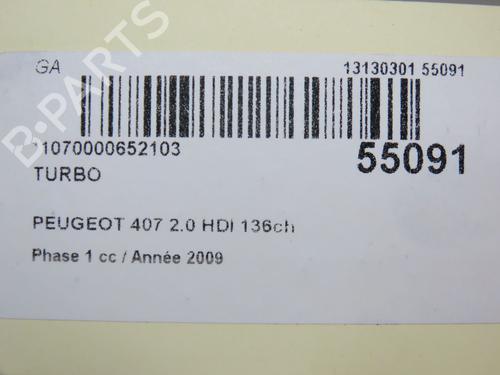 B-PARTS
GA
13130301 55091
11070000652103
55091
TURBO
PEUGEOT 407 2.0 HDI 136ch
Phase 1 cc / Année 2009